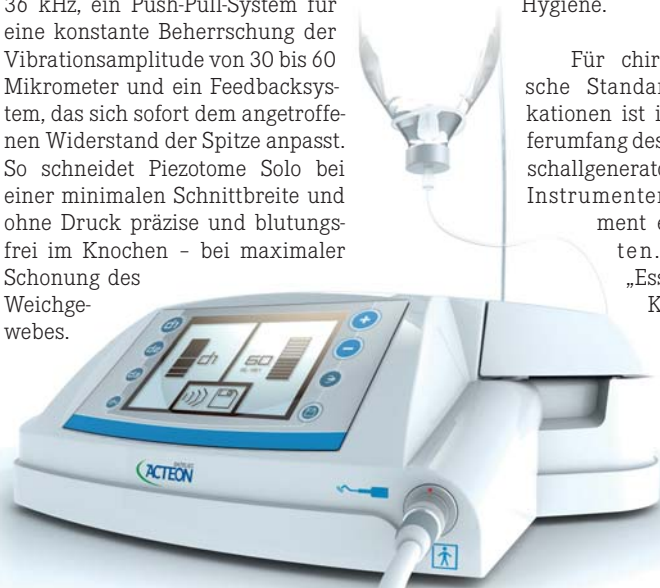 36 kHz, ein Push-Pull-System für
eine konstante Beherrschung der
Vibrationsamplitude von 30 bis 60
Mikrometer und ein Feedbacksys-
tem, das sich sofort dem angetroffe-
nen Widerstand der Spitze anpasst.
So schneidet Piezotome Solo bei
einer minimalen Schnittbreite und
ohne Druck präzise und blutungs-
frei im Knochen – bei maximaler
Schonung des
Weichge-
webes.
Hygiene.
Für chir
sche Standar
kationen ist i
ferumfang des
schallgenerato
Instrumenten
ment e
ten.
„Ess
K
ch
60
ACTEON